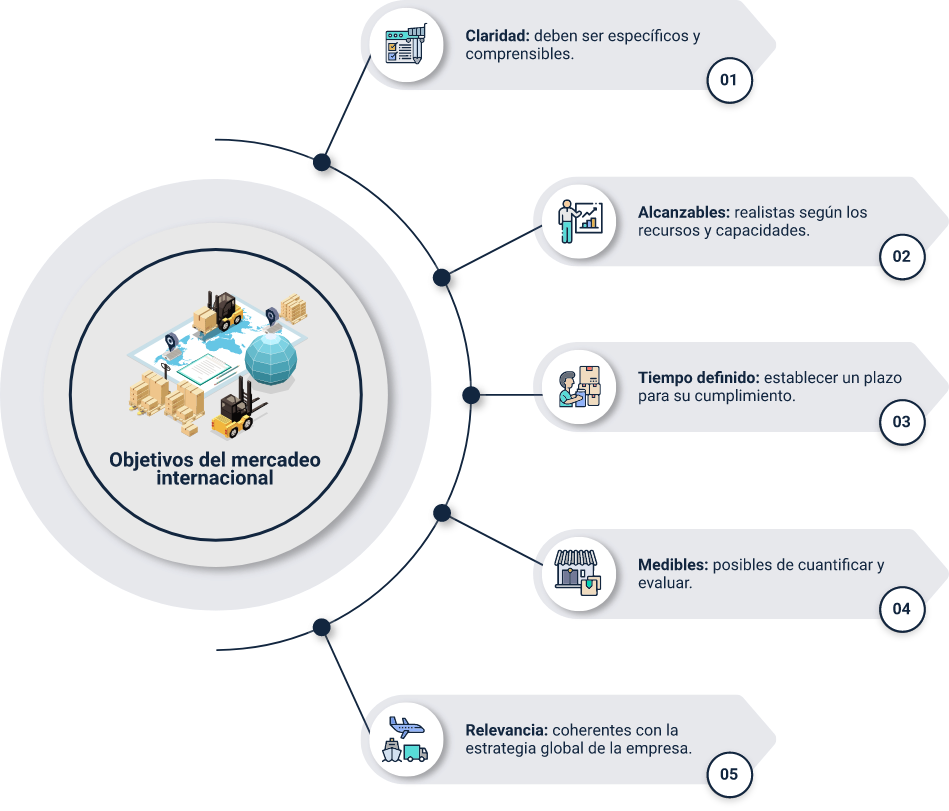 Claridad: deben ser específicos y
comprensibles.
01
Alcanzables: realistas según los
recursos y capacidades.
02
Objetivos del mercadeo
internacional
Tiempo definido: establecer un plazo
para su cumplimiento.
03
Medibles: posibles de cuantificar y
evaluar.
04
Relevancia: coherentes con la
estrategia global de la empresa.
05